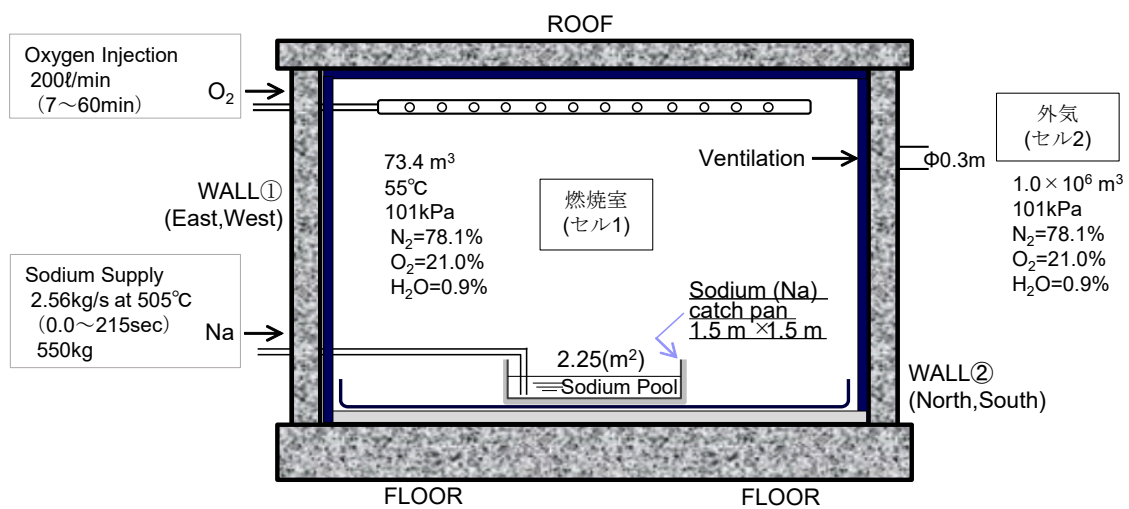 ROOF
Oxygen Injection
200ℓ/min
（7～60min）
O₂
WALL①
(East,West)
Sodium Supply
2.56kg/s at 505℃
（0.0～215sec）
550kg
Na
73.4 m³
55℃
101kPa
N₂=78.1%
O₂=21.0%
H₂O=0.9%
燃焼室
(セル1)
Ventilation
Φ0.3m
外気
(セル2)
1.0×10⁶ m³
101kPa
N₂=78.1%
O₂=21.0%
H₂O=0.9%
Sodium (Na)
catch pan
1.5 m ×1.5 m
2.25(m²)
Sodium Pool
WALL②
(North,South)
FLOOR
FLOOR